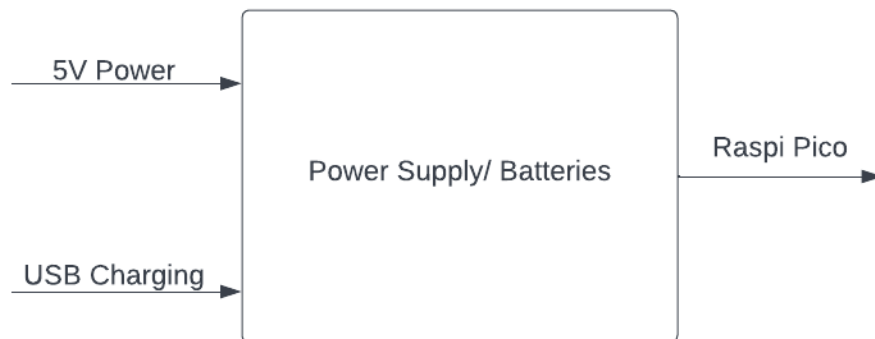 5V Power
Raspi Pico
Power Supply/ Batteries
USB Charging